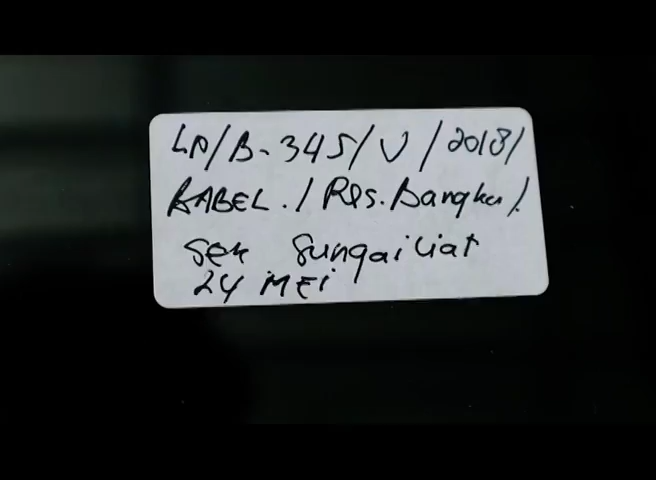 LP/B-345/V/2018/
BABEL./Res.Bangka/.
Sek Sungailiat
24 MEi